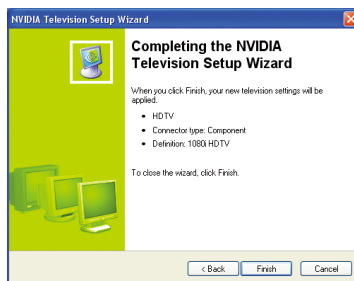 NVIDIA Television Setup Wizard
Completing the NVIDIA
Television Setup Wizard
When you click Finish, your new television settings will be
applied.
• HDTV
• Connector type: Component
• Definition: 1080i HDTV
To close the wizard, click Finish.
< Back
Finish
Cancel